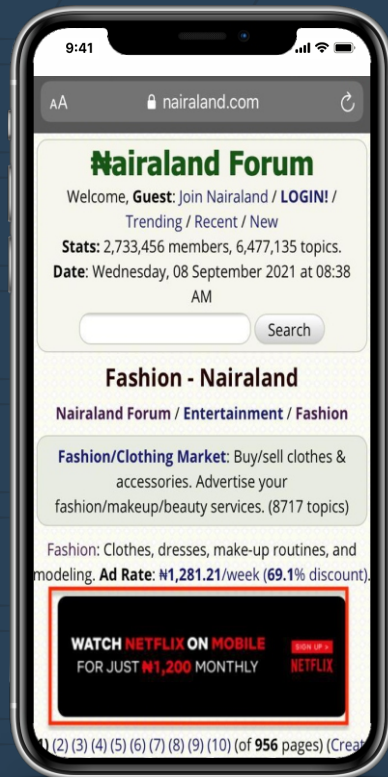 9:41
AA nairaland.com
₦airaland Forum
Welcome, Guest: Join Nairaland / LOGIN! /
Trending / Recent / New
Stats: 2,733,456 members, 6,477,135 topics.
Date: Wednesday, 08 September 2021 at 08:38
AM
Search
Fashion - Nairaland
Nairaland Forum / Entertainment / Fashion
Fashion/Clothing Market: Buy/sell clothes &
accessories. Advertise your
fashion/makeup/beauty services. (8717 topics)
Fashion: Clothes, dresses, make-up routines, and
modeling. Ad Rate: ₦1,281.21/week (69.1% discount).
WATCH NETFLIX ON MOBILE
FOR JUST ₦1,200 MONTHLY
SIGN UP >
NETFLIX
(2) (3) (4) (5) (6) (7) (8) (9) (10) (of 956 pages) (Creat